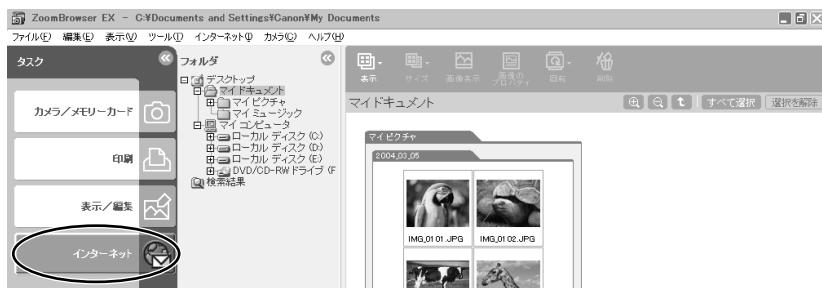 ZoomBrowser EX - C:¥Documents and Settings¥Canon¥My Documents
ファイル(F) 編集(E) 表示(V) ツール(T) インターネット(I) カメラ(C) ヘルプ(H)
タスク
カメラ/メモリーカード
印刷
表示/編集
インターネット
フォルダ
デスクトップ
マイ ドキュメント
マイ ピクチャ
マイ ミュージック
マイ コンピュータ
ローカル ディスク (C:)
ローカル ディスク (D:)
ローカル ディスク (E:)
DVD/CD-RW ドライブ (F
検索結果
表示 サイズ 画像表示 画像の プロパティ 回転 削除
マイ ドキュメント
すべて選択 選択を解除
マイ ピクチャ
2004_03_05
IMG_0101.JPG IMG_0102.JPG